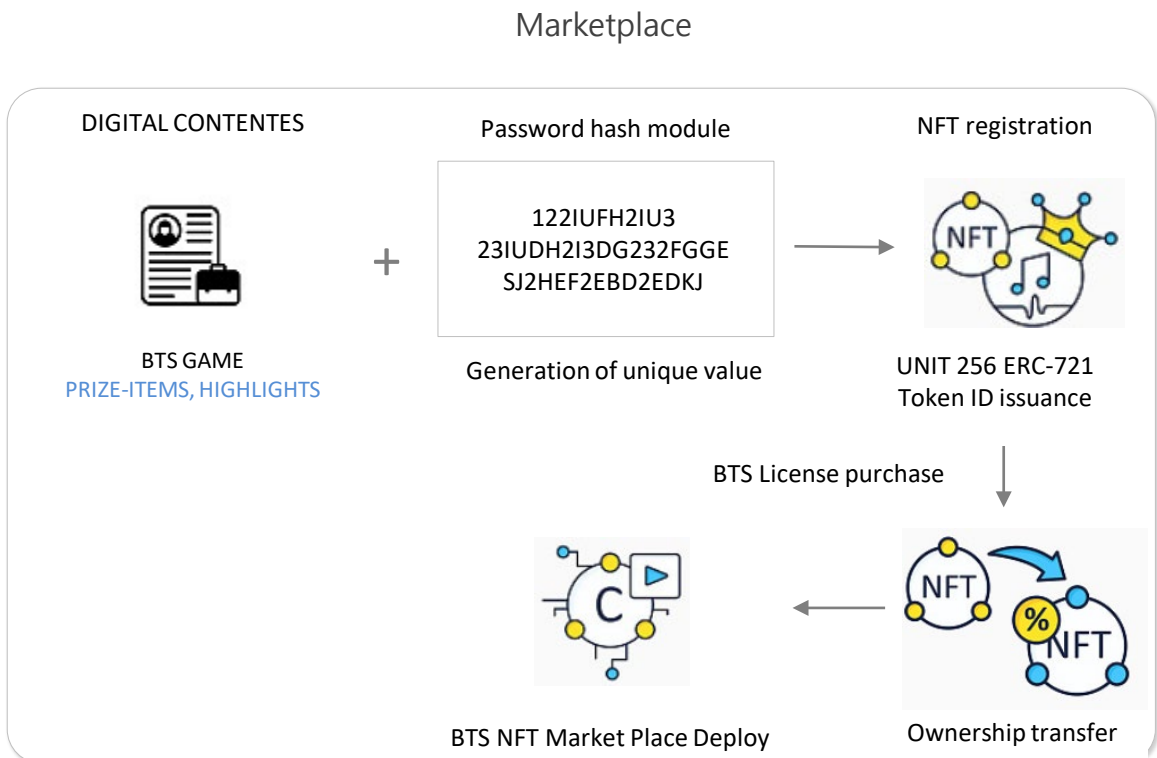 Marketplace
DIGITAL CONTENTES
Password hash module
NFT registration
122IUFH2IU3
23IUDH2I3DG232FGGE
SJ2HEF2EBD2EDKJ
+
NFT
BTS GAME
PRIZE-ITEMS, HIGHLIGHTS
Generation of unique value
UNIT 256 ERC-721
Token ID issuance
BTS License purchase
C
NFT
%
NFT
BTS NFT Market Place Deploy
Ownership transfer